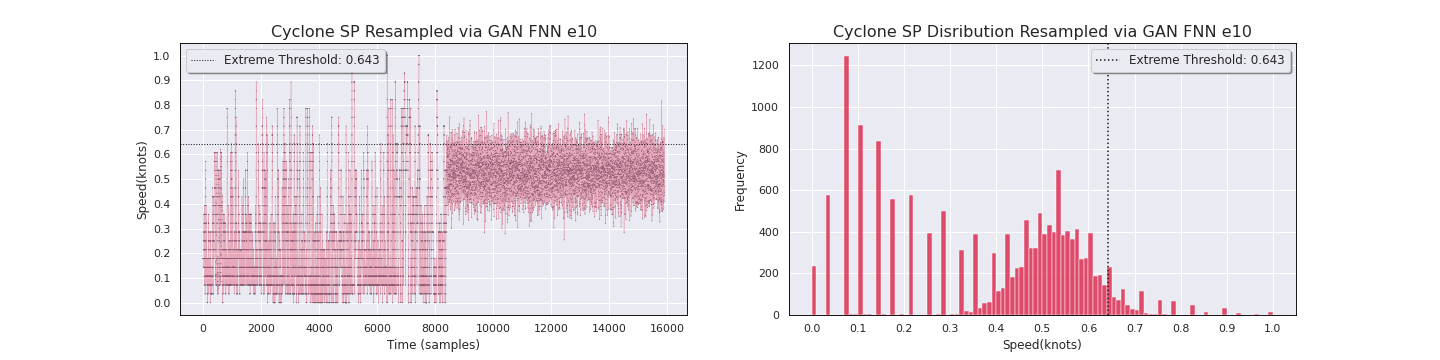 Cyclone SP Resampled via GAN FNN e10
Extreme Threshold: 0.643
1.0
0.9
0.8
0.7
0.6
0.5
0.4
0.3
0.2
0.1
0.0
Speed(knots)
0 2000 4000 6000 8000 10000 12000 14000 16000
Time (samples)
Cyclone SP Disribution Resampled via GAN FNN e10
Extreme Threshold: 0.643
1200
1000
800
600
400
200
0
Frequency
0.0 0.1 0.2 0.3 0.4 0.5 0.6 0.7 0.8 0.9 1.0
Speed(knots)